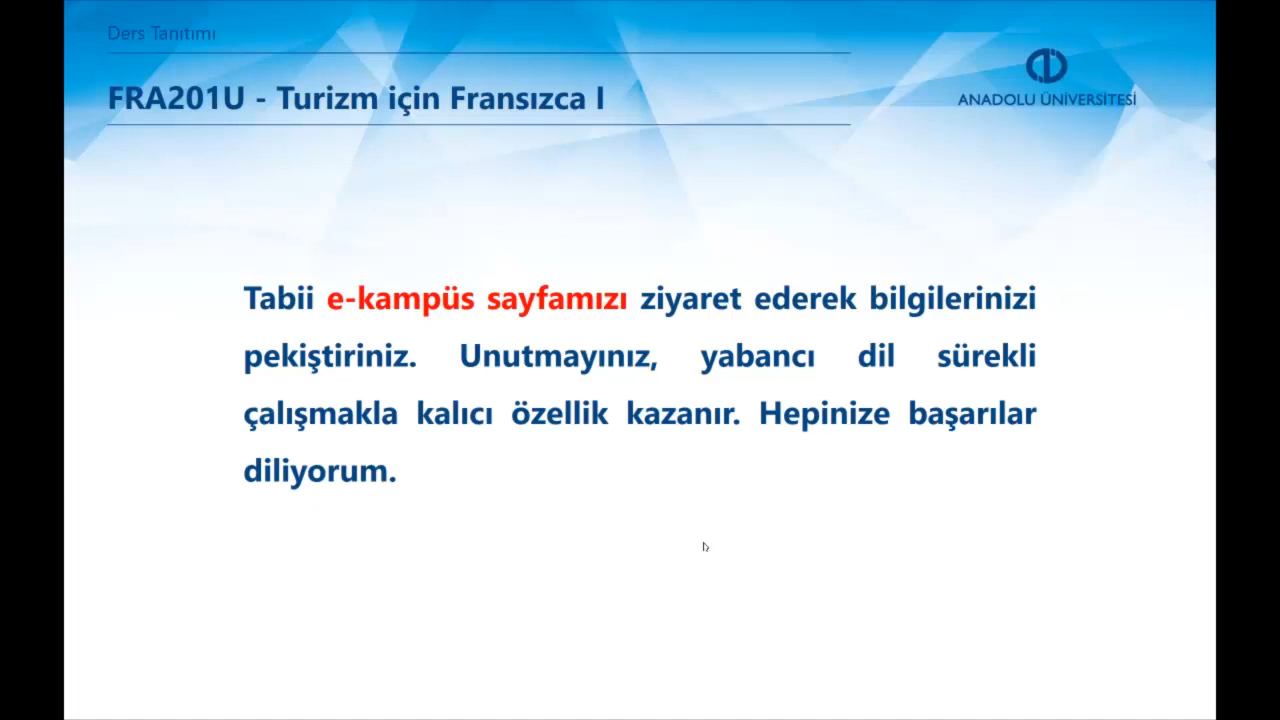 Ders Tanıtımı
FRA201U - Turizm için Fransızca I
ANADOLU ÜNİVERSİTESİ
Tabii e-kampüs sayfamızı ziyaret ederek bilgilerinizi
pekiştiriniz. Unutmayınız, yabancı dil sürekli
çalışmakla kalıcı özellik kazanır. Hepinize başarılar
diliyorum.